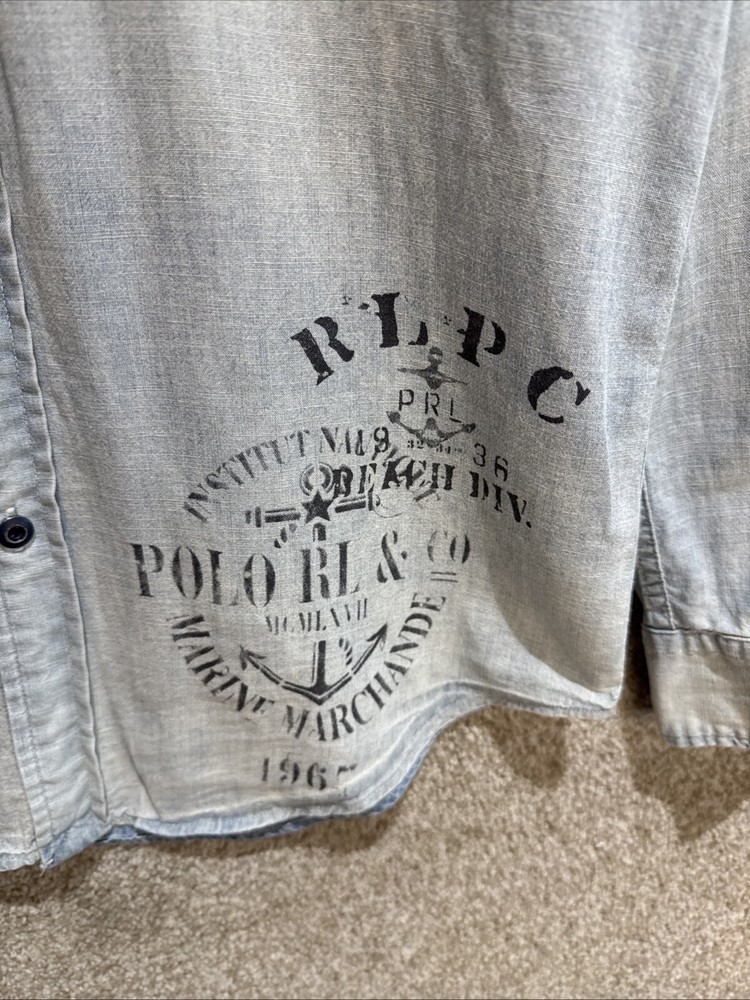 RLPC
PRL
1936
INSTITUT
BEACH DIV.
POLO RL & CO
MCMLXVII
MARINE MARCHANDE
1967